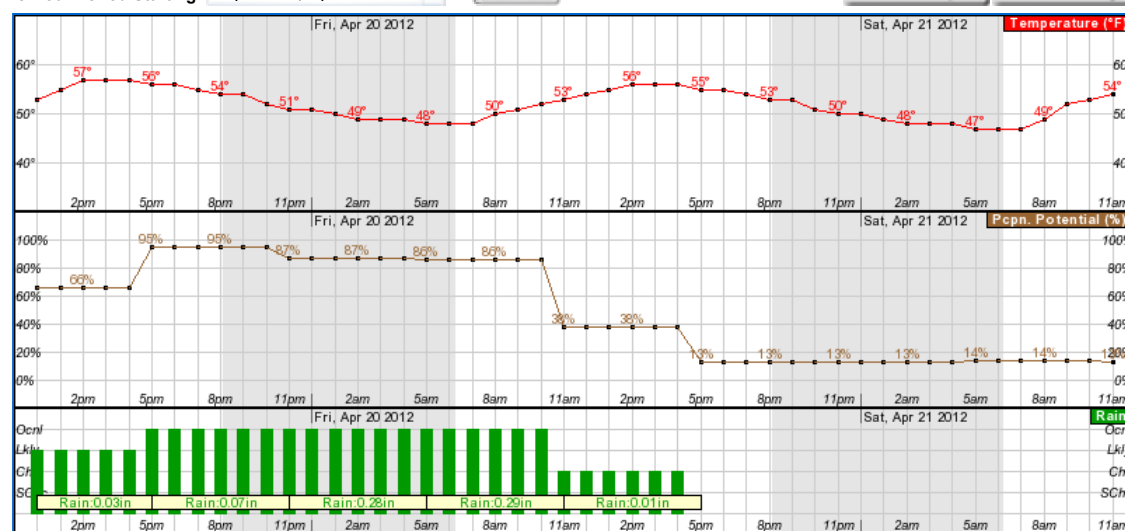 Fri, Apr 20 2012 Sat, Apr 21 2012 Temperature (°F)
60° 57° 56° 54° 51° 49° 48° 50° 53° 56° 55° 53° 50° 48° 47° 49° 54°
50°
40°
2pm 5pm 8pm 11pm 2am 5am 8am 11am 2pm 5pm 8pm 11pm 2am 5am 8am 11am
Fri, Apr 20 2012 Sat, Apr 21 2012 Pcpn. Potential (%)
100% 66% 95% 95% 87% 87% 86% 86% 38% 38% 13% 13% 13% 13% 14% 14%
80% 80%
60% 60%
40% 40%
20% 20%
0%
2pm 5pm 8pm 11pm 2am 5am 8am 11am 2pm 5pm 8pm 11pm 2am 5am 8am 11am
Fri, Apr 20 2012 Sat, Apr 21 2012 Rain
Ocnl
Lkly
Ch
SCh
Rain:0.03in Rain:0.07in Rain:0.28in Rain:0.29in Rain:0.01in
2pm 5pm 8pm 11pm 2am 5am 8am 11am 2pm 5pm 8pm 11pm 2am 5am 8am 11am